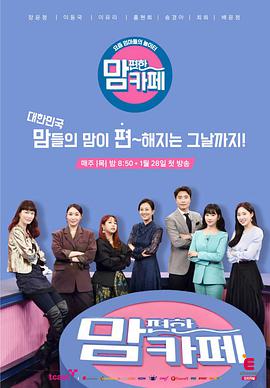 장윤정 | 이동국 | 이유리 | 홍현희 | 송경아 | 최희 | 배윤정
요즘 엄마들의 놀이터
맘 편한 카페
대한민국
맘들의 맘이 편~해지는 그날까지!
매주 [목] 밤 8:50 • 1월 28일 첫 방송
맘 편한 카페
tcast
E